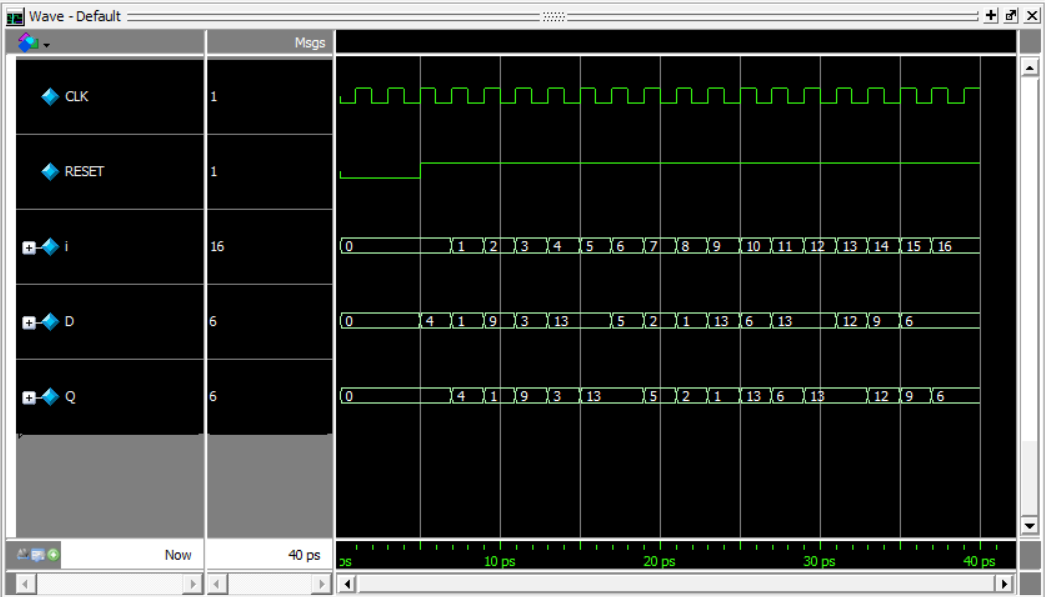 Wave - Default
Msgs
CLK 1
RESET 1
i 16 0 1 2 3 4 5 6 7 8 9 10 11 12 13 14 15 16
D 6 0 4 1 9 3 13 5 2 1 13 6 13 12 9 6
Q 6 0 4 1 9 3 13 5 2 1 13 6 13 12 9 6
Now 40 ps ps 10 ps 20 ps 30 ps 40 ps